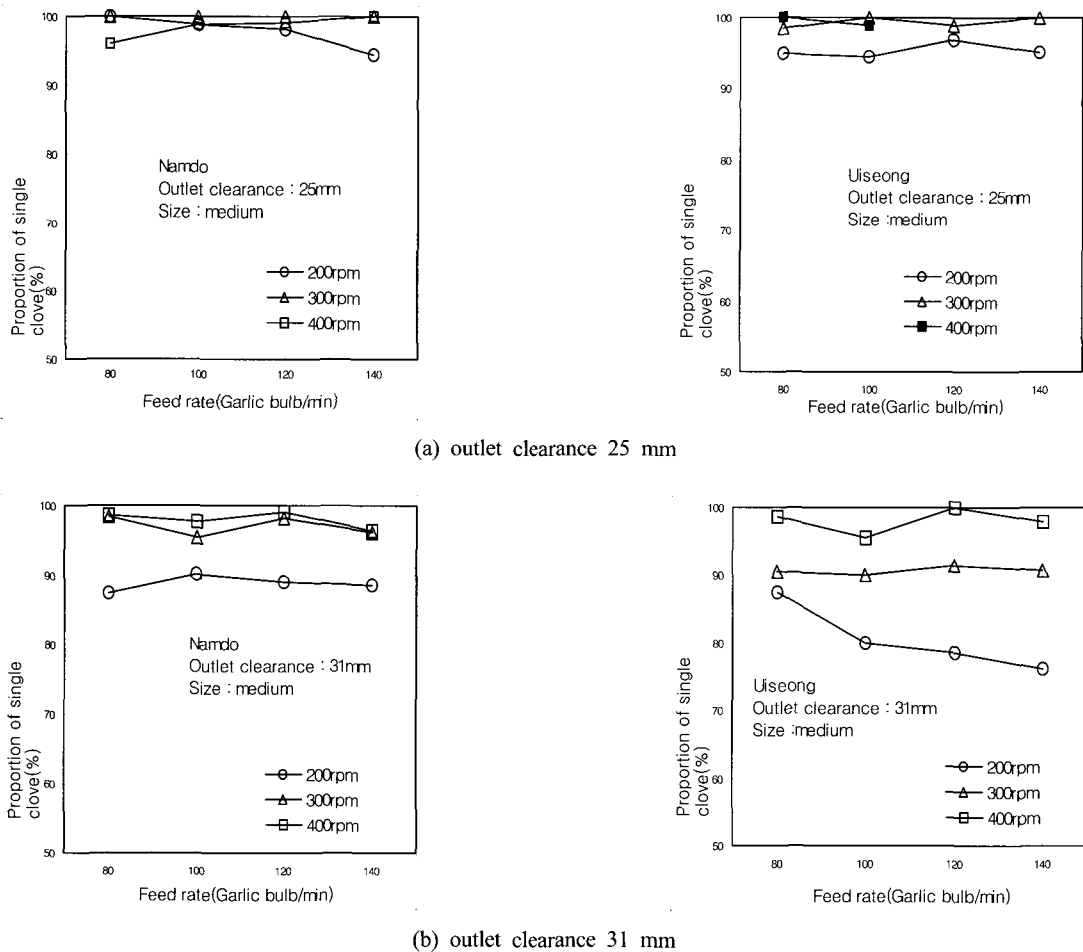 100
90
80
70
60
50
Proportion of single
clove(%)
Namdo
Outlet clearance : 25mm
Size : medium
200rpm
300rpm
400rpm
80 100 120 140
Feed rate(Garlic bulb/min)
100
90
80
70
60
50
Proportion of single
clove(%)
Uiseong
Outlet clearance : 25mm
Size : medium
200rpm
300rpm
400rpm
80 100 120 140
Feed rate(Garlic bulb/min)
(a) outlet clearance 25 mm
100
90
80
70
60
50
Proportion of single
clove(%)
Namdo
Outlet clearance : 31mm
Size : medium
200rpm
300rpm
400rpm
80 100 120 140
Feed rate(Garlic bulb/min)
100
90
80
70
60
50
Proportion of single
clove(%)
Uiseong
Outlet clearance : 31mm
Size :medium
200rpm
300rpm
400rpm
80 100 120 140
Feed rate(Garlic bulb/min)
(b) outlet clearance 31 mm